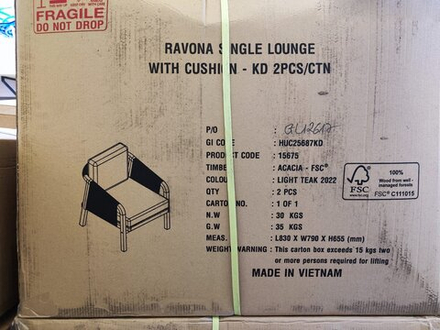 FRAGILE
DO NOT DROP
RAVONA SINGLE LOUNGE
WITH CUSHION - KD 2PCS/CTN
P/O :
GI CODE : HUC25687KD
PRODUCT CODE : 15675
TIMBE : ACACIA - FSC®
COLOU : LIGHT TEAK 2022
QTY : 2 PCS
CARTON NO. : 1 OF 1
N.W : 30 KGS
G.W : 35 KGS
MEAS. : L830 X W790 X H655 (mm)
WEIGHT WARNING : This carton box exceeds 15 kgs two
or more persons required for lifting
MADE IN VIETNAM
FSC
100%
Wood from well-
managed forests
FSC® C111015